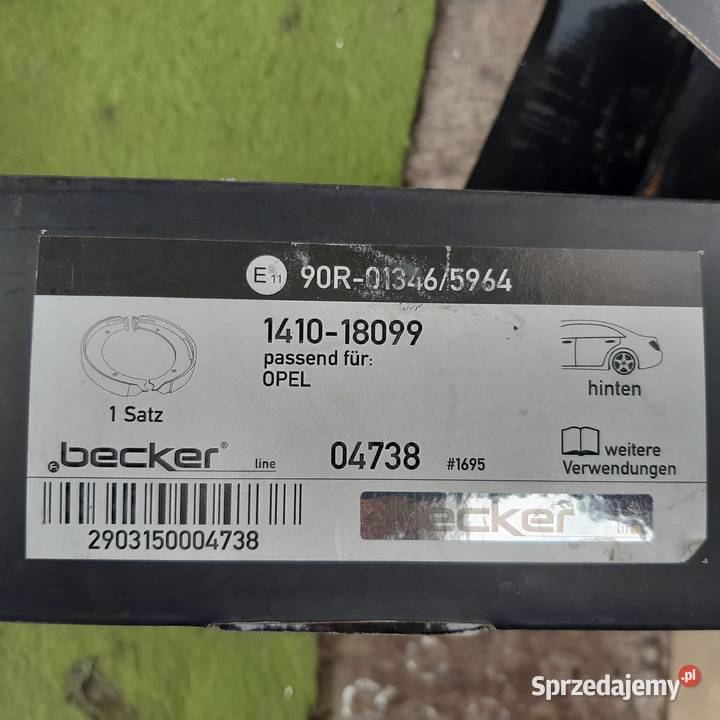 E 11 90R-01346/5964
1410-18099
passend für:
OPEL
1 Satz
hinten
becker® line
04738 #1695
weitere
Verwendungen
2903150004738
becker® line
Sprzedajemy.pl